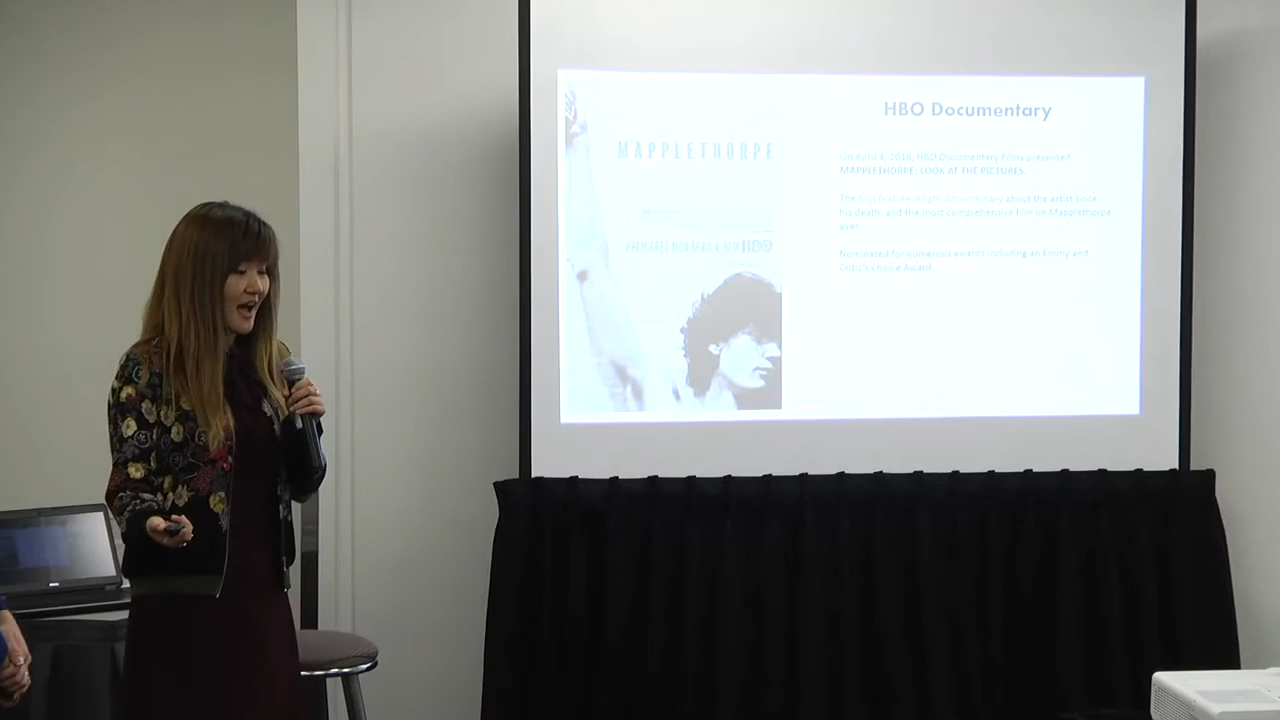 HBO Documentary
MAPPLETHORPE
On April 4, 2016, HBO Documentary Films presented
MAPPLETHORPE: LOOK AT THE PICTURES.
The first feature length documentary about the artist since
his death, and the most comprehensive film on Mapplethorpe
ever.
PREMIERES MON APRIL 4 9PM HBO
Nominated for numerous awards including an Emmy and
Critic's Choice Award.